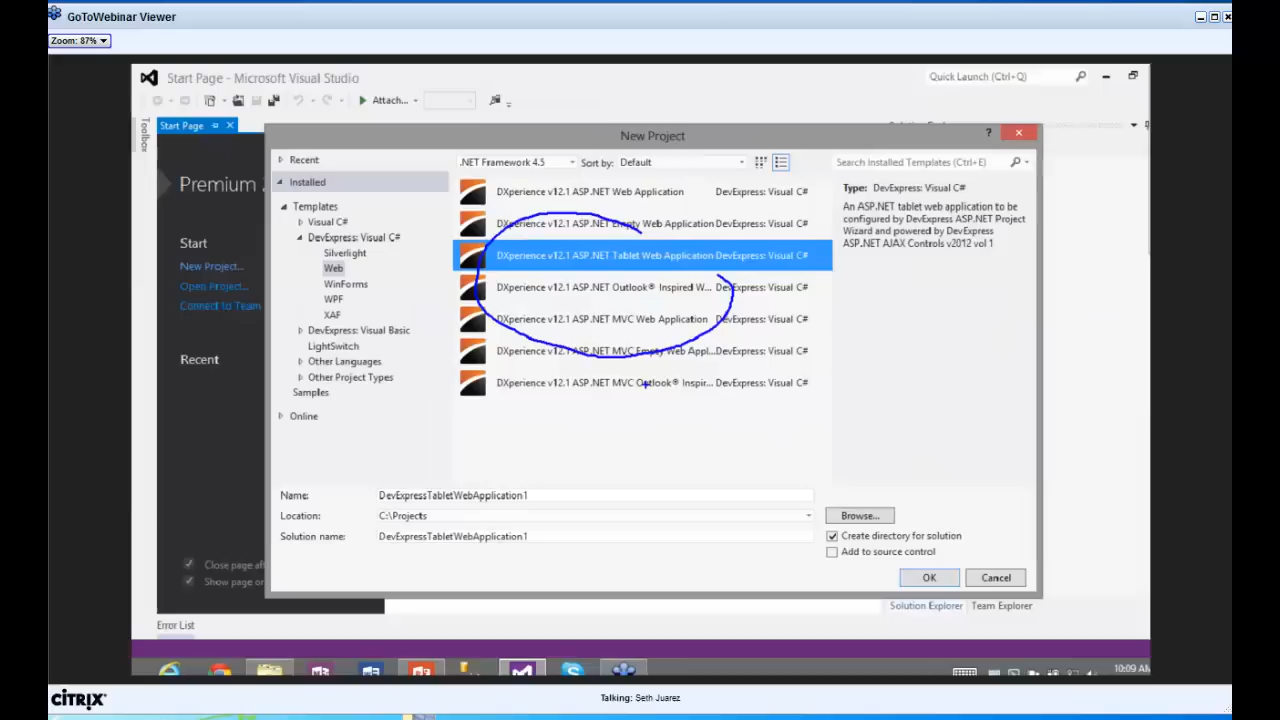 GoToWebinar Viewer
Zoom: 87%
Start Page - Microsoft Visual Studio
Quick Launch (Ctrl+Q)
Attach...
Toolbox
Start Page
New Project
?
Recent
.NET Framework 4.5
Sort by: Default
Search Installed Templates (Ctrl+E)
Installed
Templates
Visual C#
DevExpress: Visual C#
Silverlight
Web
WinForms
WPF
XAF
DevExpress: Visual Basic
LightSwitch
Other Languages
Other Project Types
Samples
Online
DXperience v12.1 ASP.NET Web Application DevExpress: Visual C#
DXperience v12.1 ASP.NET Empty Web Application DevExpress: Visual C#
DXperience v12.1 ASP.NET Tablet Web Application DevExpress: Visual C#
DXperience v12.1 ASP.NET Outlook® Inspired W... DevExpress: Visual C#
DXperience v12.1 ASP.NET MVC Web Application DevExpress: Visual C#
DXperience v12.1 ASP.NET MVC Empty Web Appl... DevExpress: Visual C#
DXperience v12.1 ASP.NET MVC Outlook® Inspir... DevExpress: Visual C#
Type: DevExpress: Visual C#
An ASP.NET tablet web application to be
configured by DevExpress ASP.NET Project
Wizard and powered by DevExpress
ASP.NET AJAX Controls v2012 vol 1
Premium
Start
New Project...
Open Project...
Connect to Team
Recent
Close page
Show page
Name: DevExpressTabletWebApplication1
Location: C:\Projects
Browse...
Solution name: DevExpressTabletWebApplication1
Create directory for solution
Add to source control
OK
Cancel
Solution Explorer
Team Explorer
Error List
10:09 AM
CITRIX
Talking: Seth Juarez